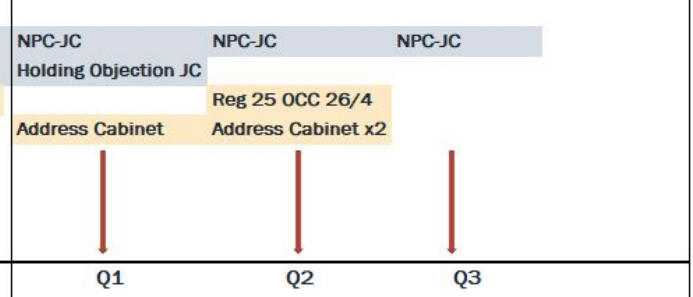 NPC-JC NPC-JC NPC-JC
Holding Objection JC
Reg 25 OCC 26/4
Address Cabinet Address Cabinet x2
Q1 Q2 Q3